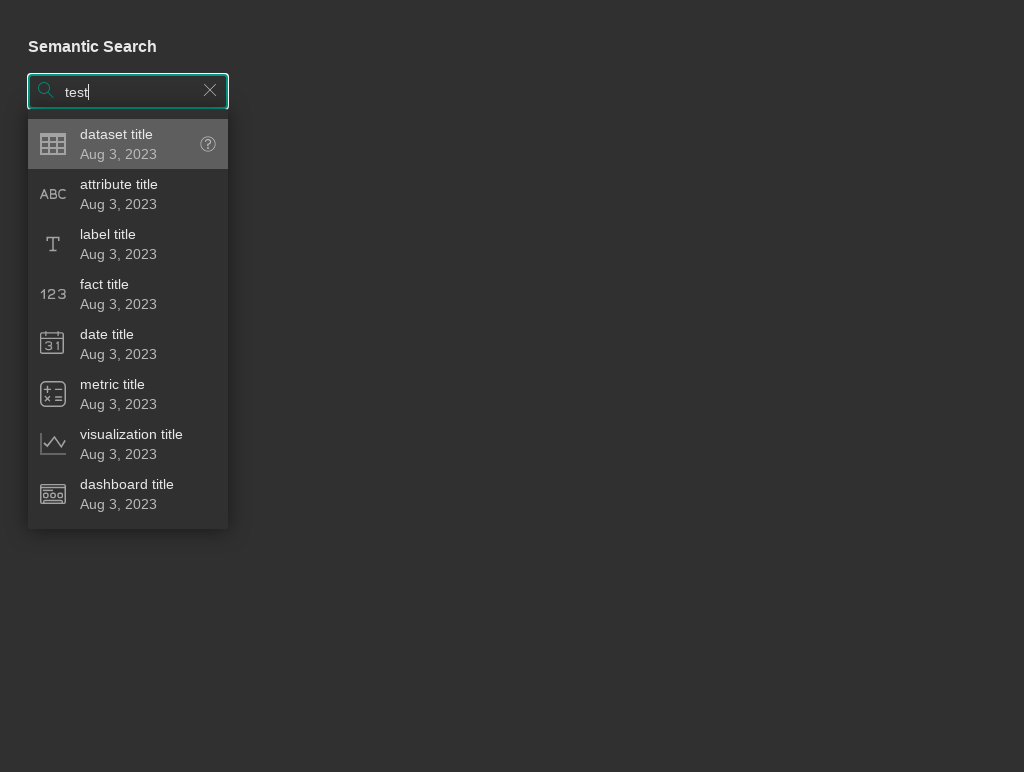 Semantic Search
test
dataset title
Aug 3, 2023
ABC
attribute title
Aug 3, 2023
T
label title
Aug 3, 2023
123
fact title
Aug 3, 2023
31
date title
Aug 3, 2023
metric title
Aug 3, 2023
visualization title
Aug 3, 2023
dashboard title
Aug 3, 2023